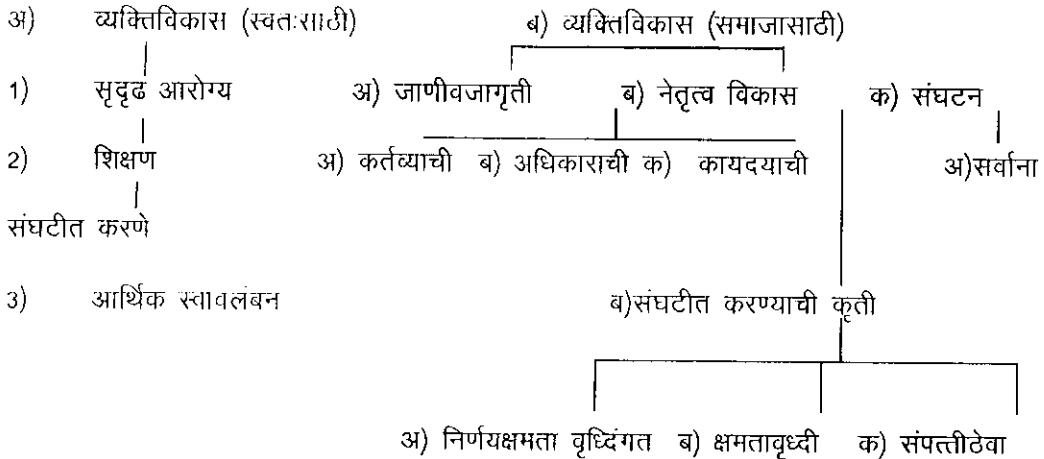 अ) व्यक्तिविकास (स्वतःसाठी) ब) व्यक्तिविकास (समाजासाठी)
1) सृदृढ आरोग्य अ) जाणीवजागृती ब) नेतृत्व विकास क) संघटन
2) शिक्षण अ) कर्तव्याची ब) अधिकाराची क) कायदयाची अ)सर्वाना
संघटीत करणे
3) आर्थिक स्वावलंबन ब)संघटीत करण्याची कृती
अ) निर्णयक्षमता वृध्दिंगत ब) क्षमतावृध्दी क) संपत्तीठेवा